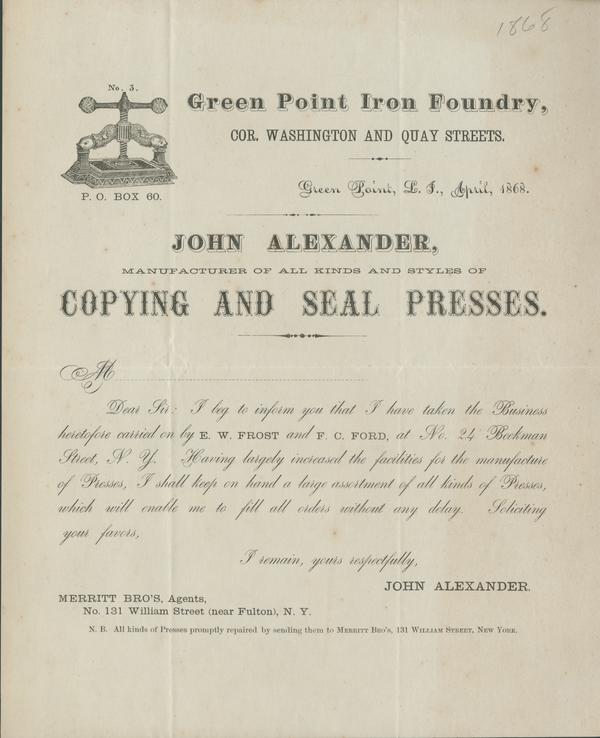 1868
No. 3.
Green Point Iron Foundry,
COR. WASHINGTON AND QUAY STREETS.
P. O. BOX 60.
Green Point, L. I., April, 1868.
JOHN ALEXANDER,
MANUFACTURER OF ALL KINDS AND STYLES OF
COPYING AND SEAL PRESSES.
M
Dear Sir: I beg to inform you that I have taken the Business
heretofore carried on by E. W. FROST and F. C. FORD, at No. 24 Beekman
Street, N. Y. Having largely increased the facilities for the manufacture
of Presses, I shall keep on hand a large assortment of all kinds of Presses,
which will enable me to fill all orders without any delay. Soliciting
your favors,
I remain, yours respectfully,
JOHN ALEXANDER.
MERRITT BRO'S, Agents,
No. 131 William Street (near Fulton), N. Y.
N. B. All kinds of Presses promptly repaired by sending them to MERRITT BRO'S, 131 WILLIAM STREET, NEW YORK.